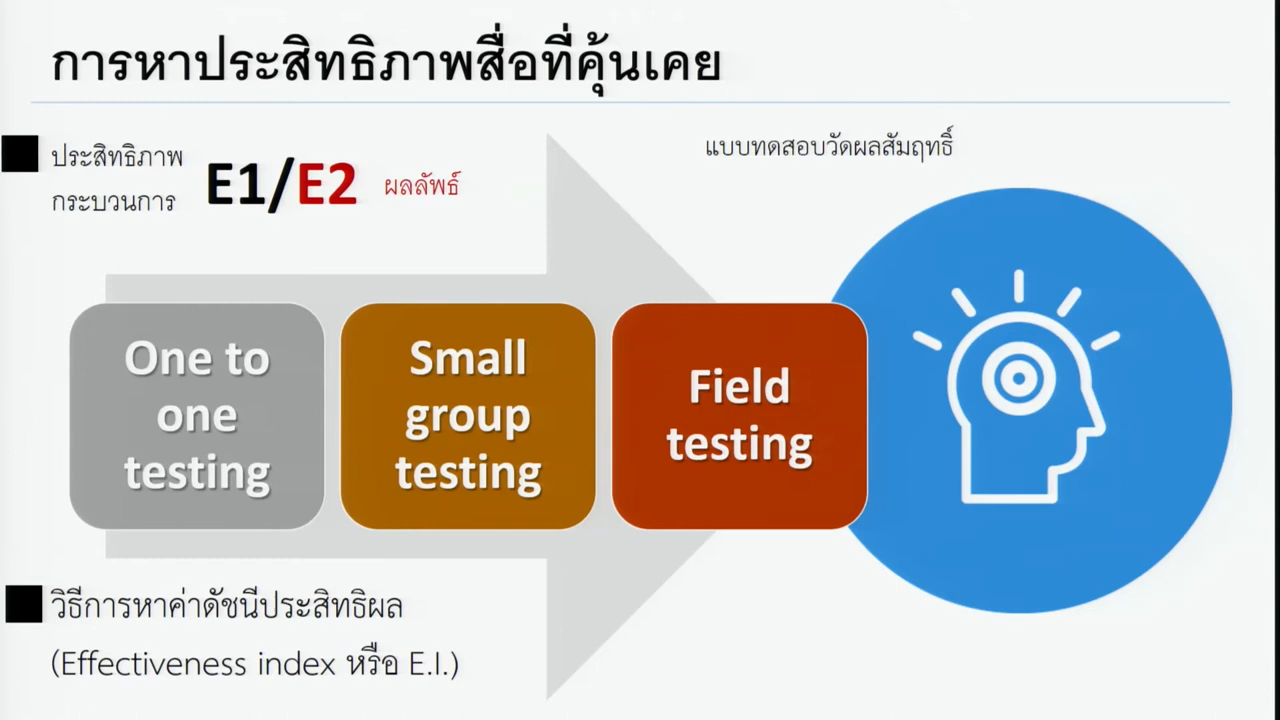 การหาประสิทธิภาพสื่อที่คุ้นเคย
ประสิทธิภาพ
กระบวนการ
E1/E2
ผลลัพธ์
แบบทดสอบวัดผลสัมฤทธิ์
One to
one
testing
Small
group
testing
Field
testing
วิธีการหาค่าดัชนีประสิทธิผล
(Effectiveness index หรือ E.I.)